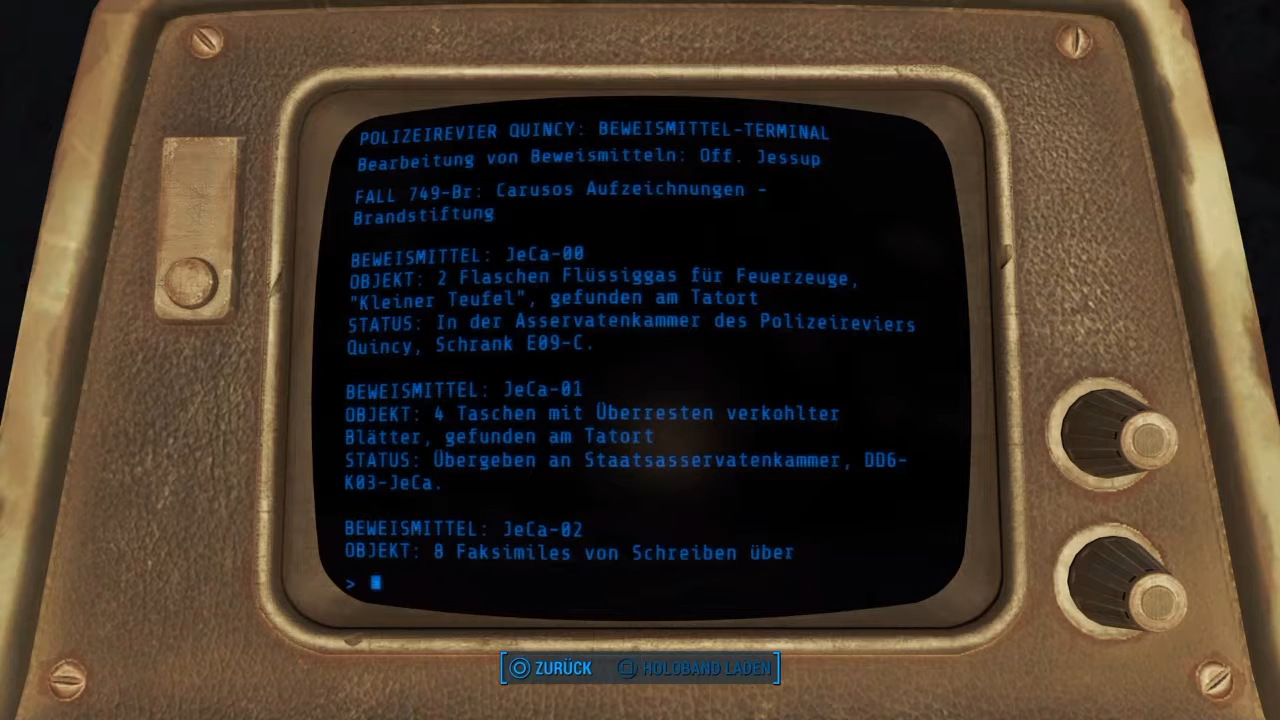 POLIZEIREVIER QUINCY: BEWEISMITTEL-TERMINAL
Bearbeitung von Beweismitteln: Off. Jessup
FALL 749-Br: Carusos Aufzeichnungen -
Brandstiftung
BEWEISMITTEL: JeCa-00
OBJEKT: 2 Flaschen Flüssiggas für Feuerzeuge,
"Kleiner Teufel", gefunden am Tatort
STATUS: In der Asservatenkammer des Polizeireviers
Quincy, Schrank E09-C.
BEWEISMITTEL: JeCa-01
OBJEKT: 4 Taschen mit Überresten verkohlter
Blätter, gefunden am Tatort
STATUS: Übergeben an Staatsasservatenkammer, DD6-
K03-JeCa.
BEWEISMITTEL: JeCa-02
OBJEKT: 8 Faksimiles von Schreiben über
>
ZURÜCK HOLOBAND LADEN